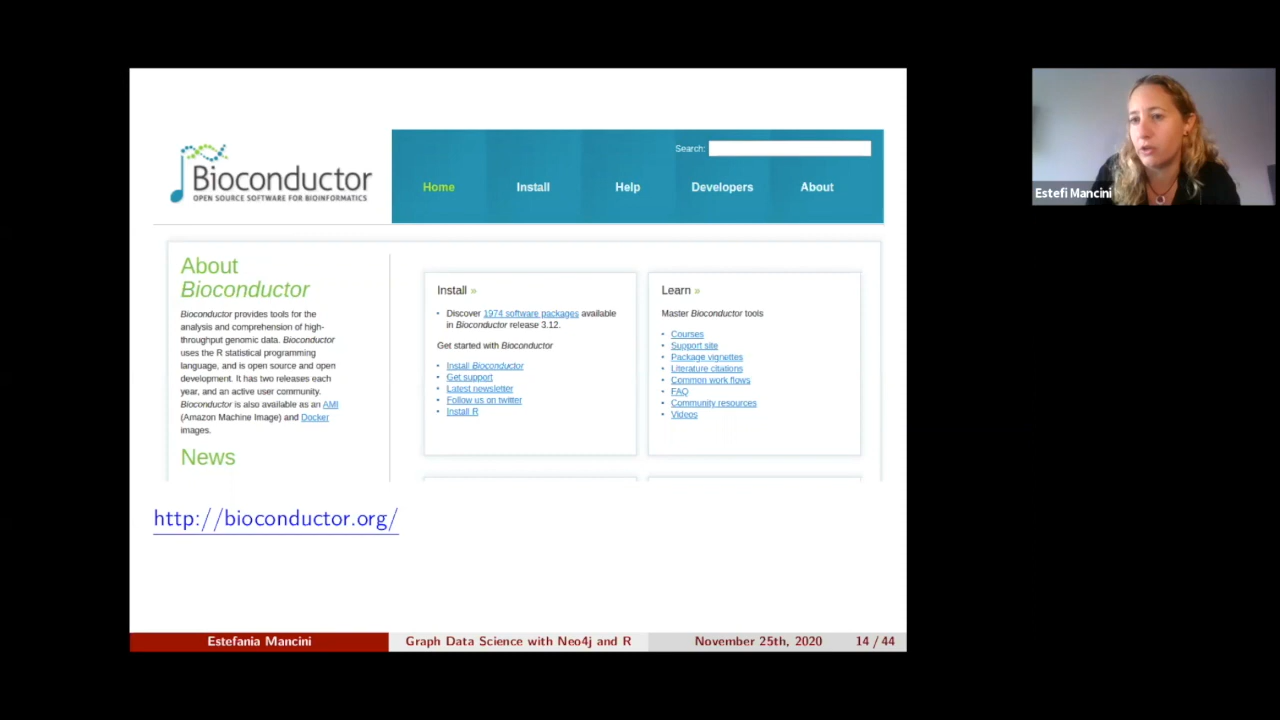 Bioconductor
OPEN SOURCE SOFTWARE FOR BIOINFORMATICS
Search:
Home Install Help Developers About
About
Bioconductor
Bioconductor provides tools for the
analysis and comprehension of high-
throughput genomic data. Bioconductor
uses the R statistical programming
language, and is open source and open
development. It has two releases each
year, and an active user community.
Bioconductor is also available as an AMI
(Amazon Machine Image) and Docker
images.
News
Install »
• Discover 1974 software packages available
in Bioconductor release 3.12.
Get started with Bioconductor
• Install Bioconductor
• Get support
• Latest newsletter
• Follow us on twitter
• Install R
Learn »
Master Bioconductor tools
• Courses
• Support site
• Package vignettes
• Literature citations
• Common work flows
• FAQ
• Community resources
• Videos
http://bioconductor.org/
Estefania Mancini Graph Data Science with Neo4j and R November 25th, 2020 14 / 44
Estefi Mancini